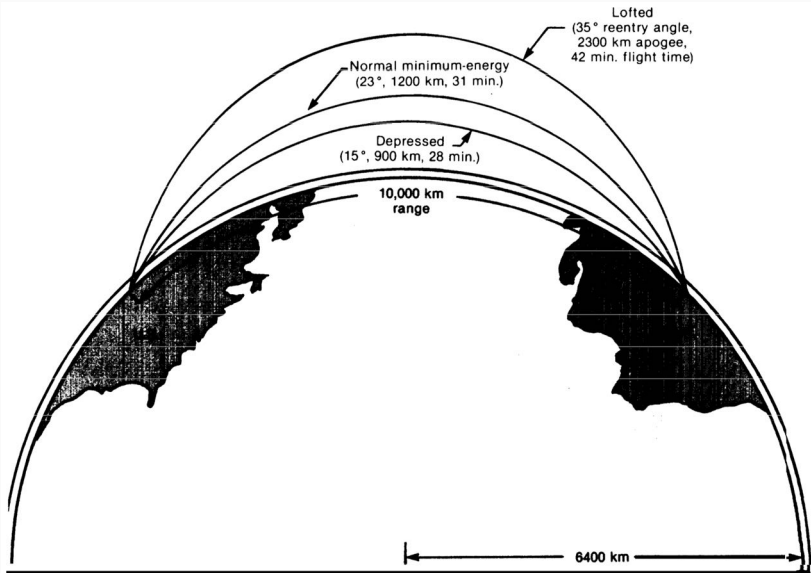 Lofted
(35° reentry angle,
2300 km apogee,
42 min. flight time)
Normal minimum-energy
(23°, 1200 km, 31 min.)
Depressed
(15°, 900 km, 28 min.)
10,000 km
range
6400 km